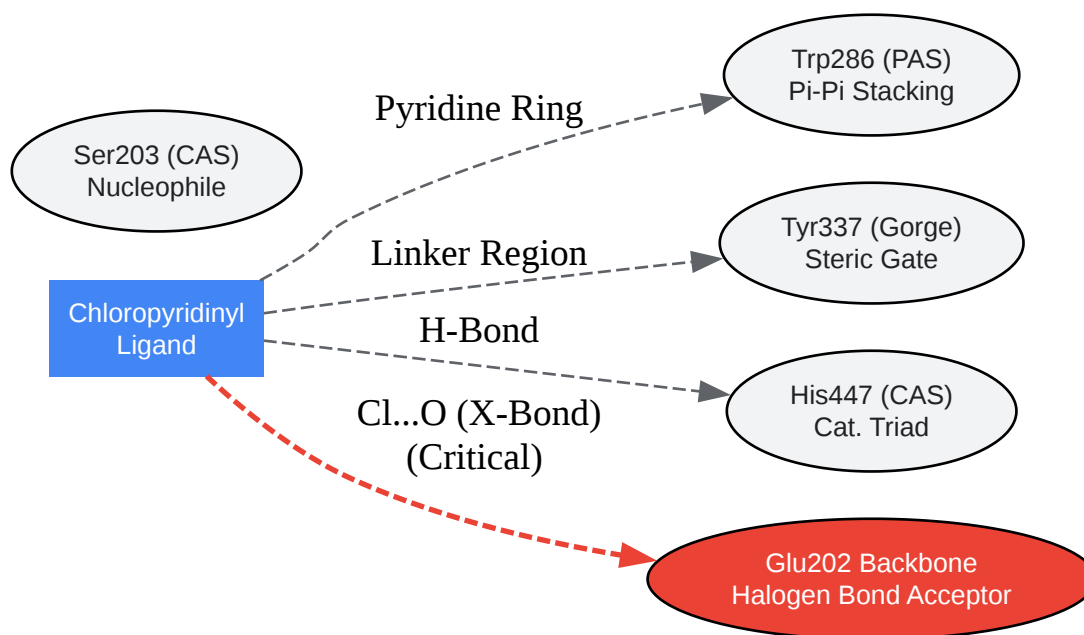 Trp286 (PAS)
Pi-Pi Stacking
Pyridine Ring
Ser203 (CAS)
Nucleophile
Tyr337 (Gorge)
Steric Gate
Linker Region
Chloropyridinyl
Ligand
H-Bond
His447 (CAS)
Cat. Triad
Cl...O (X-Bond)
(Critical)
Glu202 Backbone
Halogen Bond Acceptor